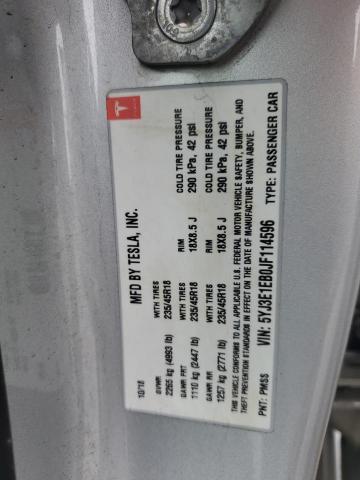 TESLA
MFD BY TESLA, INC.
10/18
GVWR WITH TIRES RIM COLD TIRE PRESSURE
2265 kg (4993 lb) 235/45R18 18X8.5 J 290 kPa, 42 psi
GAWR FRT WITH TIRES RIM COLD TIRE PRESSURE
1110 kg (2447 lb) 235/45R18 18X8.5 J 290 kPa, 42 psi
GAWR RR
1257 kg (2771 lb)
THIS VEHICLE CONFORMS TO ALL APPLICABLE U.S. FEDERAL MOTOR VEHICLE SAFETY, BUMPER, AND
THEFT PREVENTION STANDARDS IN EFFECT ON THE DATE OF MANUFACTURE SHOWN ABOVE.
VIN: 5YJ3E1EB0JF114596 TYPE: PASSENGER CAR
PNT: PMSS